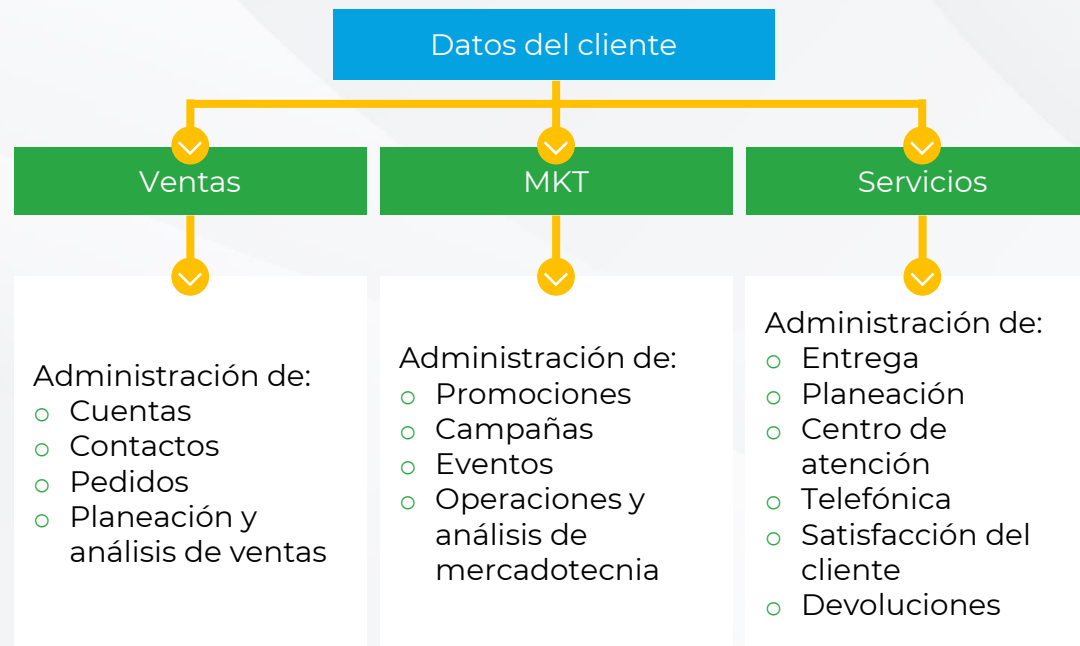 Datos del cliente
Ventas
MKT
Servicios
Administración de:
Cuentas
Contactos
Pedidos
Planeación y
análisis de ventas
Administración de:
Promociones
Campañas
Eventos
Operaciones y
análisis de
mercadotecnia
Administración de:
Entrega
Planeación
Centro de
atención
Telefónica
Satisfacción del
cliente
Devoluciones